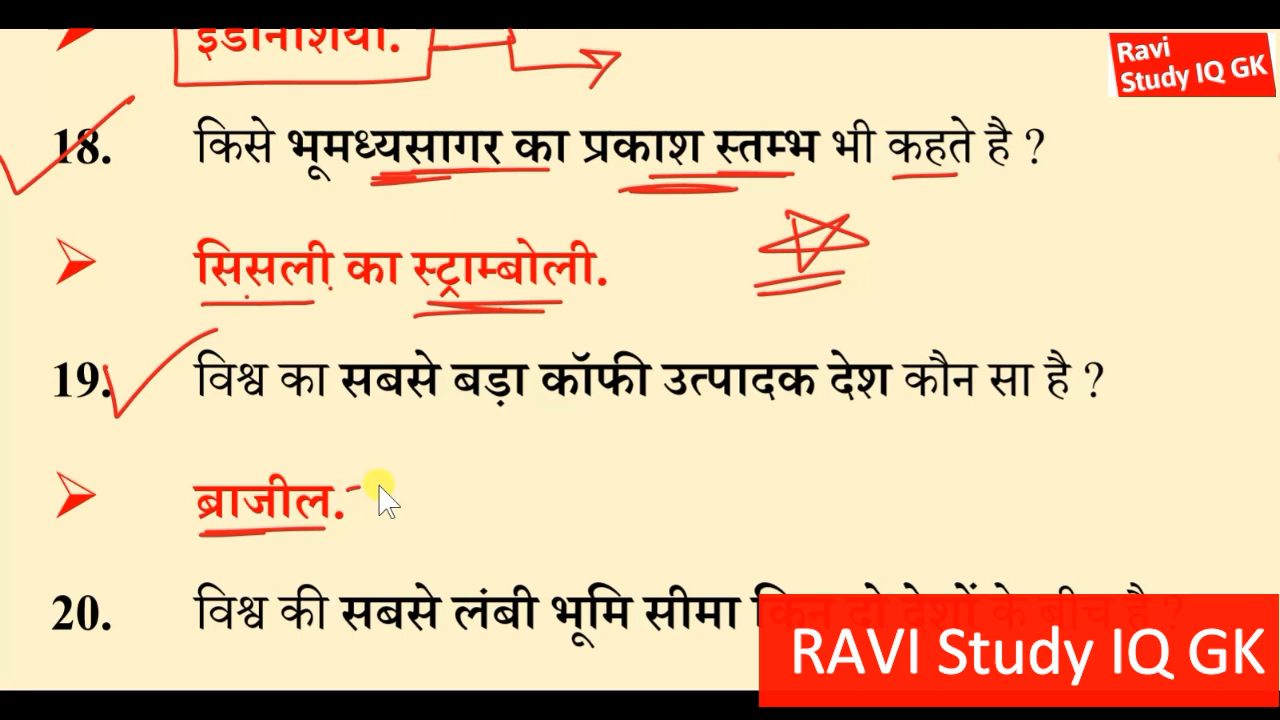 इंडोनेशिया.
Ravi
Study IQ GK
18. किसे भूमध्यसागर का प्रकाश स्तम्भ भी कहते है ?
सिसली का स्ट्राम्बोली.
19. विश्व का सबसे बड़ा कॉफी उत्पादक देश कौन सा है ?
ब्राजील.
20. विश्व की सबसे लंबी भूमि सीमा किन दो देशों के बीच है ?
RAVI Study IQ GK